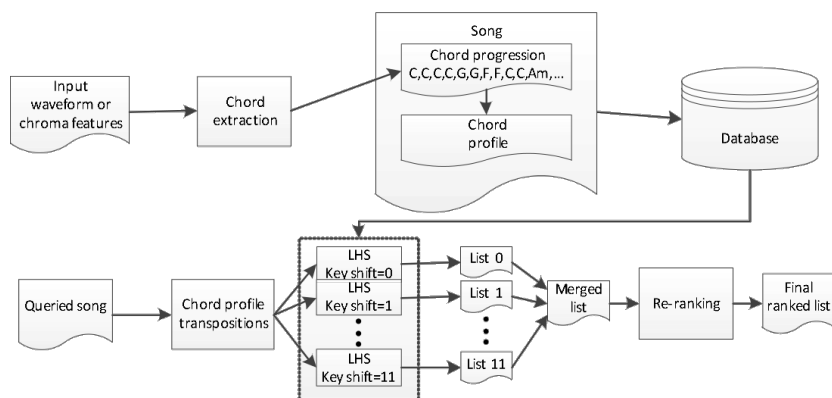 Song
Chord progression
C,C,C,C,G,G,F,F,C,C,Am,...
Input
waveform or
chroma features
Chord
extraction
Chord
profile
Database
LHS
Key shift=0
LHS
Key shift=1
LHS
Key shift=11
Queried song
Chord profile
transpositions
List 0
List 1
List 11
Merged
list
Re-ranking
Final
ranked list